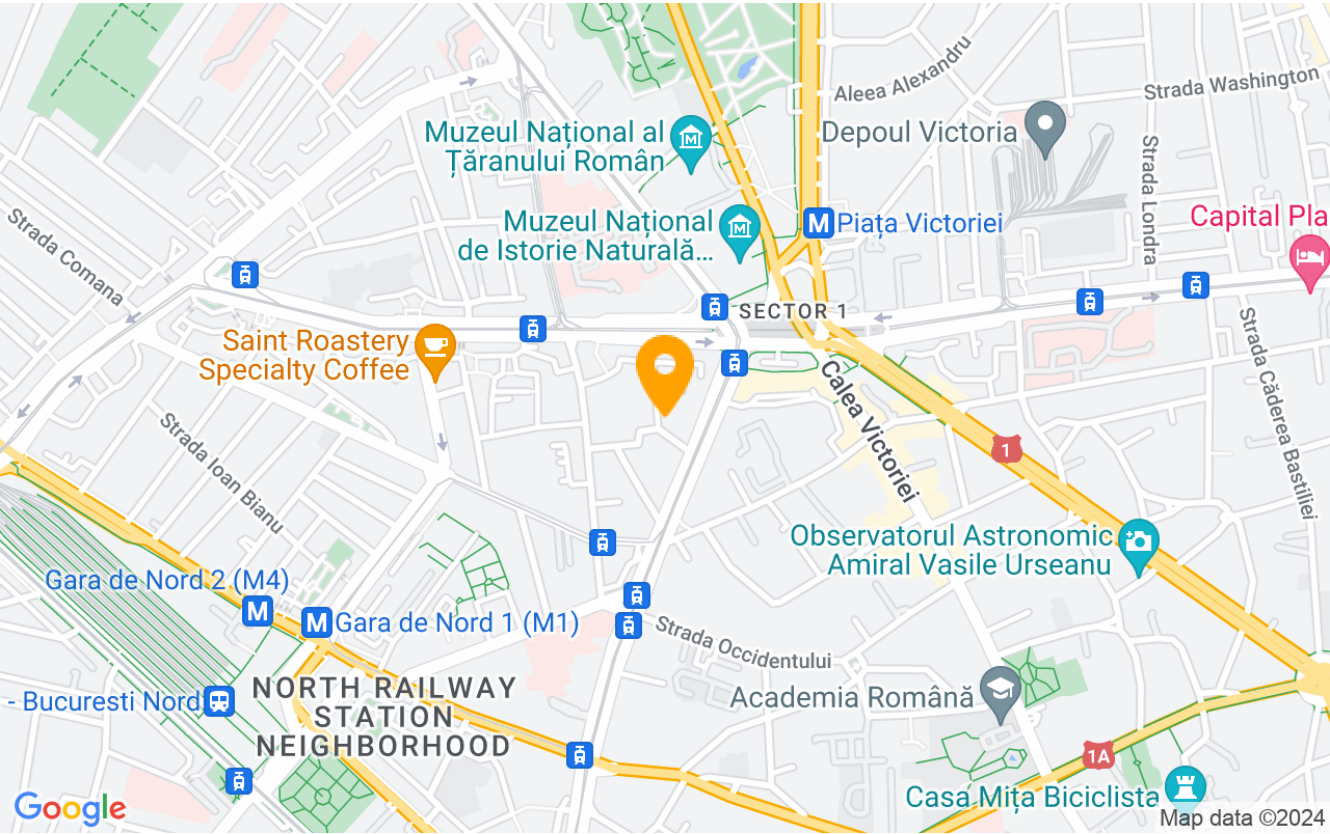 Aleea Alexandru
Strada Washington
Muzeul Național al
Țăranului Român
Depoul Victoria
Strada Londra
Muzeul Național
de Istorie Naturală...
M Piața Victoriei
Capital Pla
Strada Comana
SECTOR 1
Saint Roastery
Specialty Coffee
Calea Victoriei
Strada Căderea Bastiliei
1
Strada Ioan Bianu
Observatorul Astronomic
Amiral Vasile Urseanu
Gara de Nord 2 (M4)
M
M Gara de Nord 1 (M1)
Strada Occidentului
- Bucuresti Nord
NORTH RAILWAY
STATION
NEIGHBORHOOD
Academia Română
1A
Casa Mița Biciclista
Google
Map data ©2024